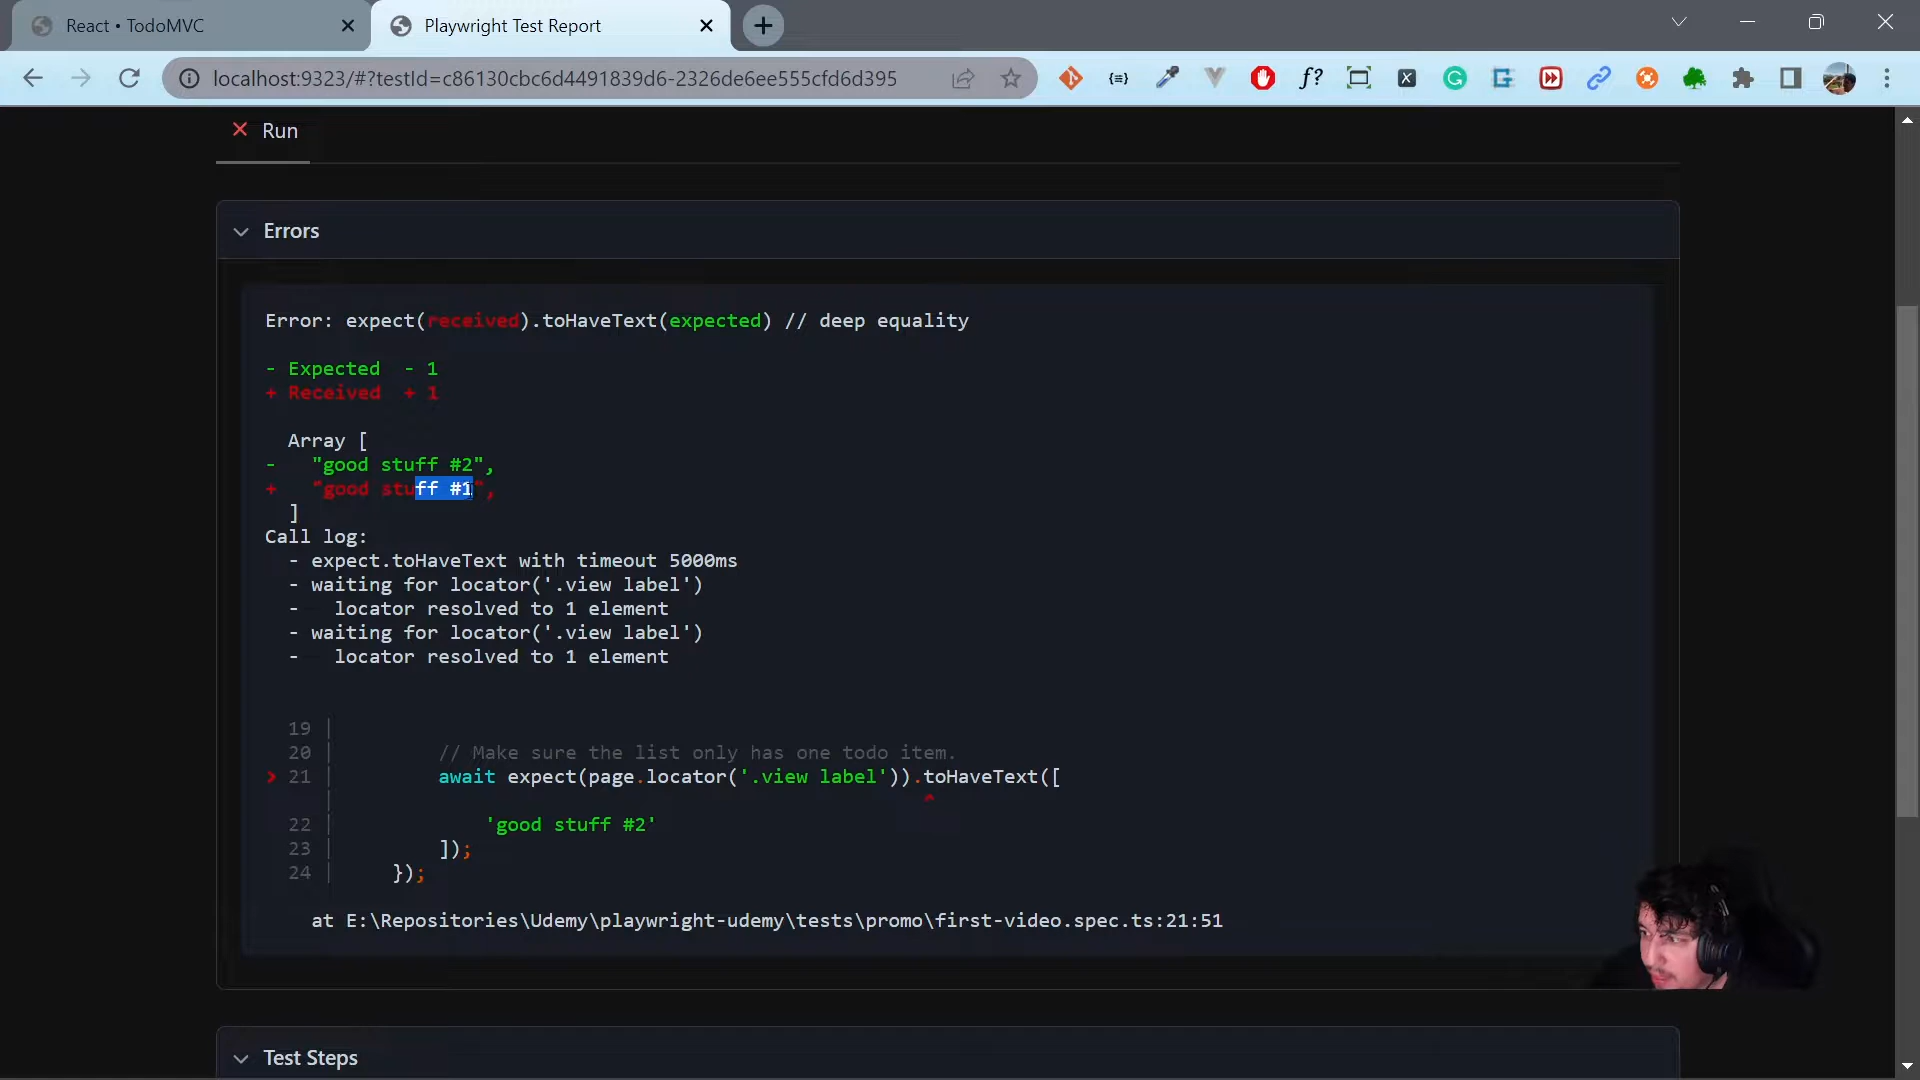 React • TodoMVC
Playwright Test Report
localhost:9323/#?testId=c86130cbc6d4491839d6-2326de6ee555cfd6d395
Run
Errors
Error: expect(received).toHaveText(expected) // deep equality
- Expected  - 1
+ Received  + 1
Array [
-   "good stuff #2",
+   "good stuff #1",
]
Call log:
- expect.toHaveText with timeout 5000ms
- waiting for locator('.view label')
-   locator resolved to 1 element
- waiting for locator('.view label')
-   locator resolved to 1 element
19 |
20 |         // Make sure the list only has one todo item.
> 21 |         await expect(page.locator('.view label')).toHaveText([
|                                                   ^
22 |             'good stuff #2'
23 |         ]);
24 |     });
at E:\Repositories\Udemy\playwright-udemy\tests\promo\first-video.spec.ts:21:51
Test Steps